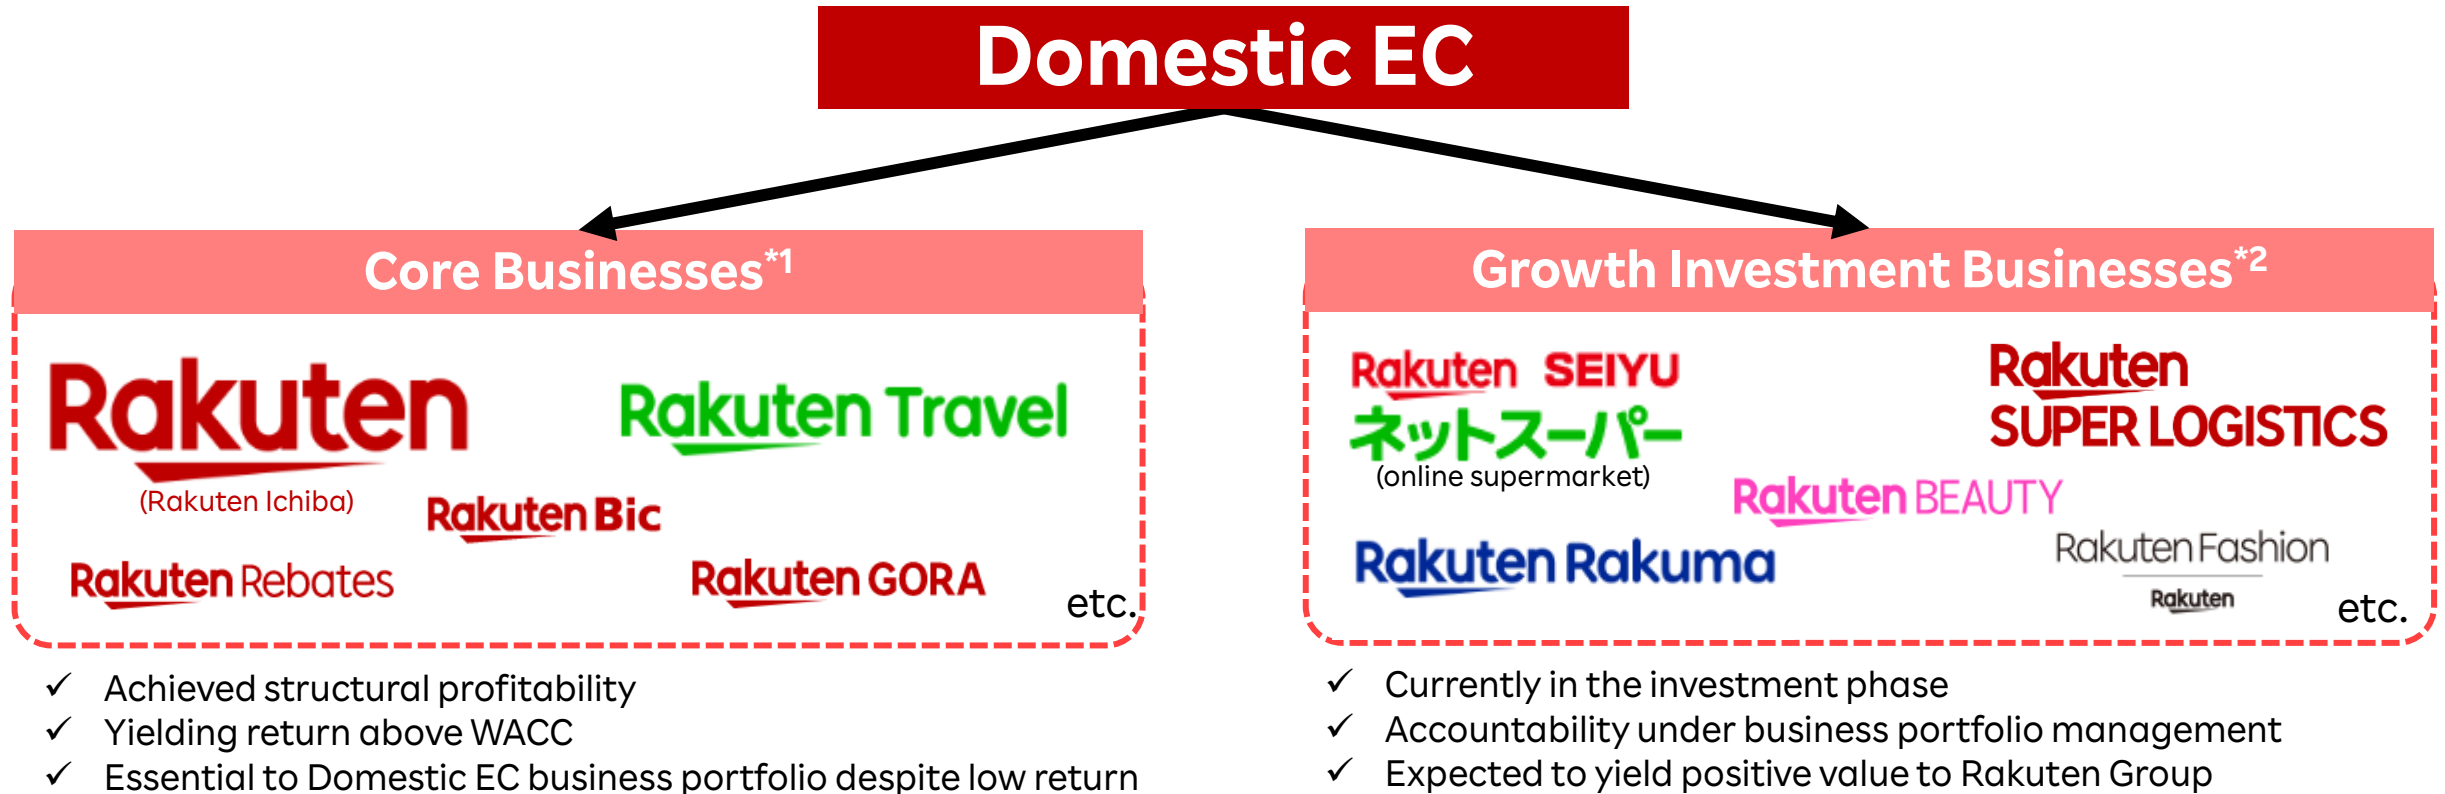 Domestic EC
Core Businesses*1
Rakuten
(Rakuten Ichiba)
Rakuten Travel
Rakuten Bic
Rakuten Rebates
Rakuten GORA
etc.
✓ Achieved structural profitability
✓ Yielding return above WACC
✓ Essential to Domestic EC business portfolio despite low return
Growth Investment Businesses*2
Rakuten SEIYU
ネットスーパー
(online supermarket)
Rakuten
SUPER LOGISTICS
Rakuten BEAUTY
Rakuten Rakuma
Rakuten Fashion
Rakuten
etc.
✓ Currently in the investment phase
✓ Accountability under business portfolio management
✓ Expected to yield positive value to Rakuten Group